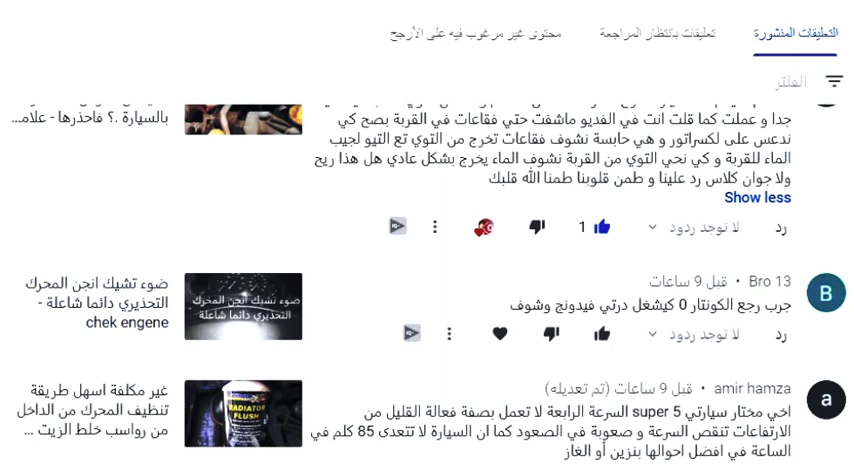 التعليقات المنشورة
تعليقات بانتظار المراجعة
محتوى غير مرغوب فيه على الأرجح
الفلتر
جدا و عملت كما قلت انت في الفديو ماشفت حتي فقاعات في القربة بصح كي
ندعس على لكسراتور و هي حابسة نشوف فقاعات تخرج من التوي تع التيو لجيب
الماء للقربة و كي نحي التوي من القربة نشوف الماء يخرج بشكل عادي هل هذا ريح
ولا جوان كلاس رد علينا و طمن قلوبنا طمنا الله قلبك
Show less
رد
لا توجد ردود
1
بالسيارة .؟ فاحذرها - علامـ...
Bro 13 • قبل 9 ساعات
جرب رجع الكونتار 0 كيشغل درتي فيدونج وشوف
رد
لا توجد ردود
B
ضوء تشيك انجن المحرك
التحذيري دائما شاعلة
ضوء تشيك انجن المحرك
التحذيري دائما شاعلة -
chek engene
amir hamza • قبل 9 ساعات (تم تعديله)
اخي مختار سيارتي super 5 السرعة الرابعة لا تعمل بصفة فعالة القليل من
الارتفاعات تنقص السرعة و صعوبة في الصعود كما ان السيارة لا تتعدى 85 كلم في
الساعة في افضل احوالها بنزين أو الغاز
a
RADIATOR
FLUSH
غير مكلفة اسهل طريقة
تنظيف المحرك من الداخل
من رواسب خلط الزيت ...